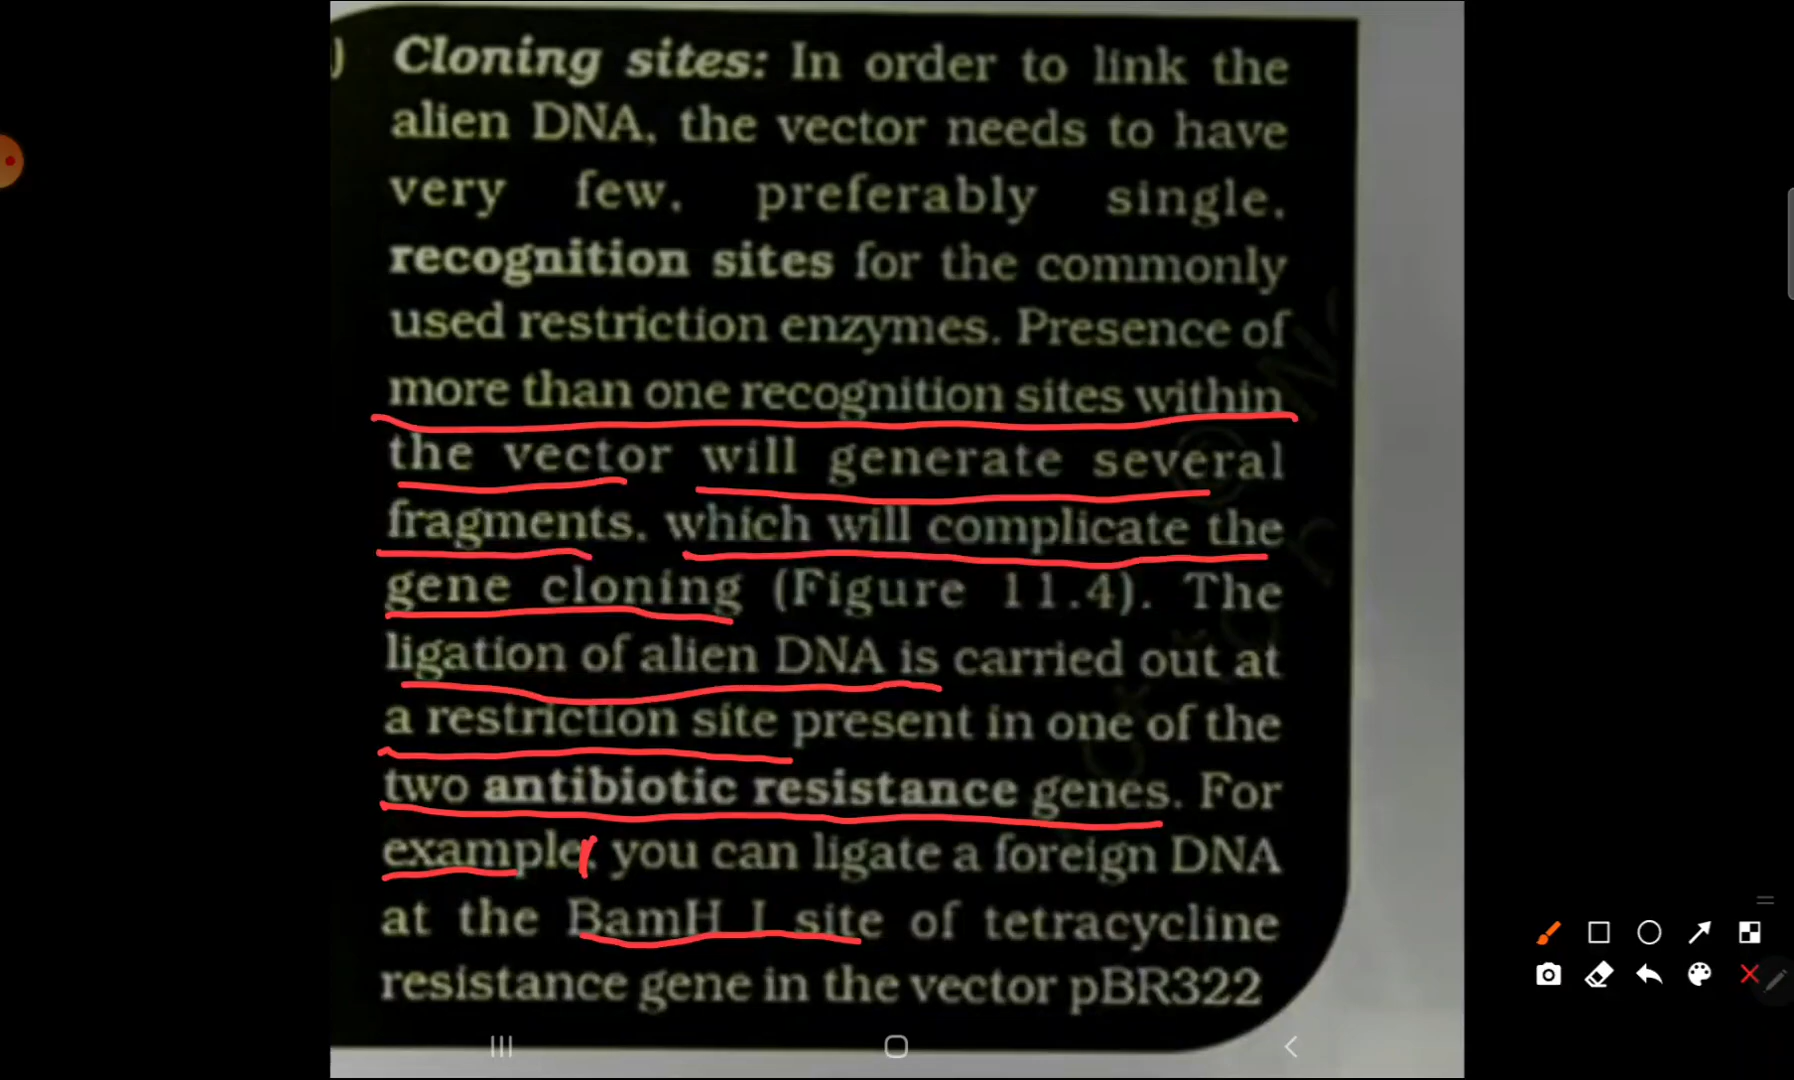 ) Cloning sites: In order to link the
alien DNA, the vector needs to have
very few, preferably single,
recognition sites for the commonly
used restriction enzymes. Presence of
more than one recognition sites within
the vector will generate several
fragments, which will complicate the
gene cloning (Figure 11.4). The
ligation of alien DNA is carried out at
a restriction site present in one of the
two antibiotic resistance genes. For
example, you can ligate a foreign DNA
at the BamH I site of tetracycline
resistance gene in the vector pBR322